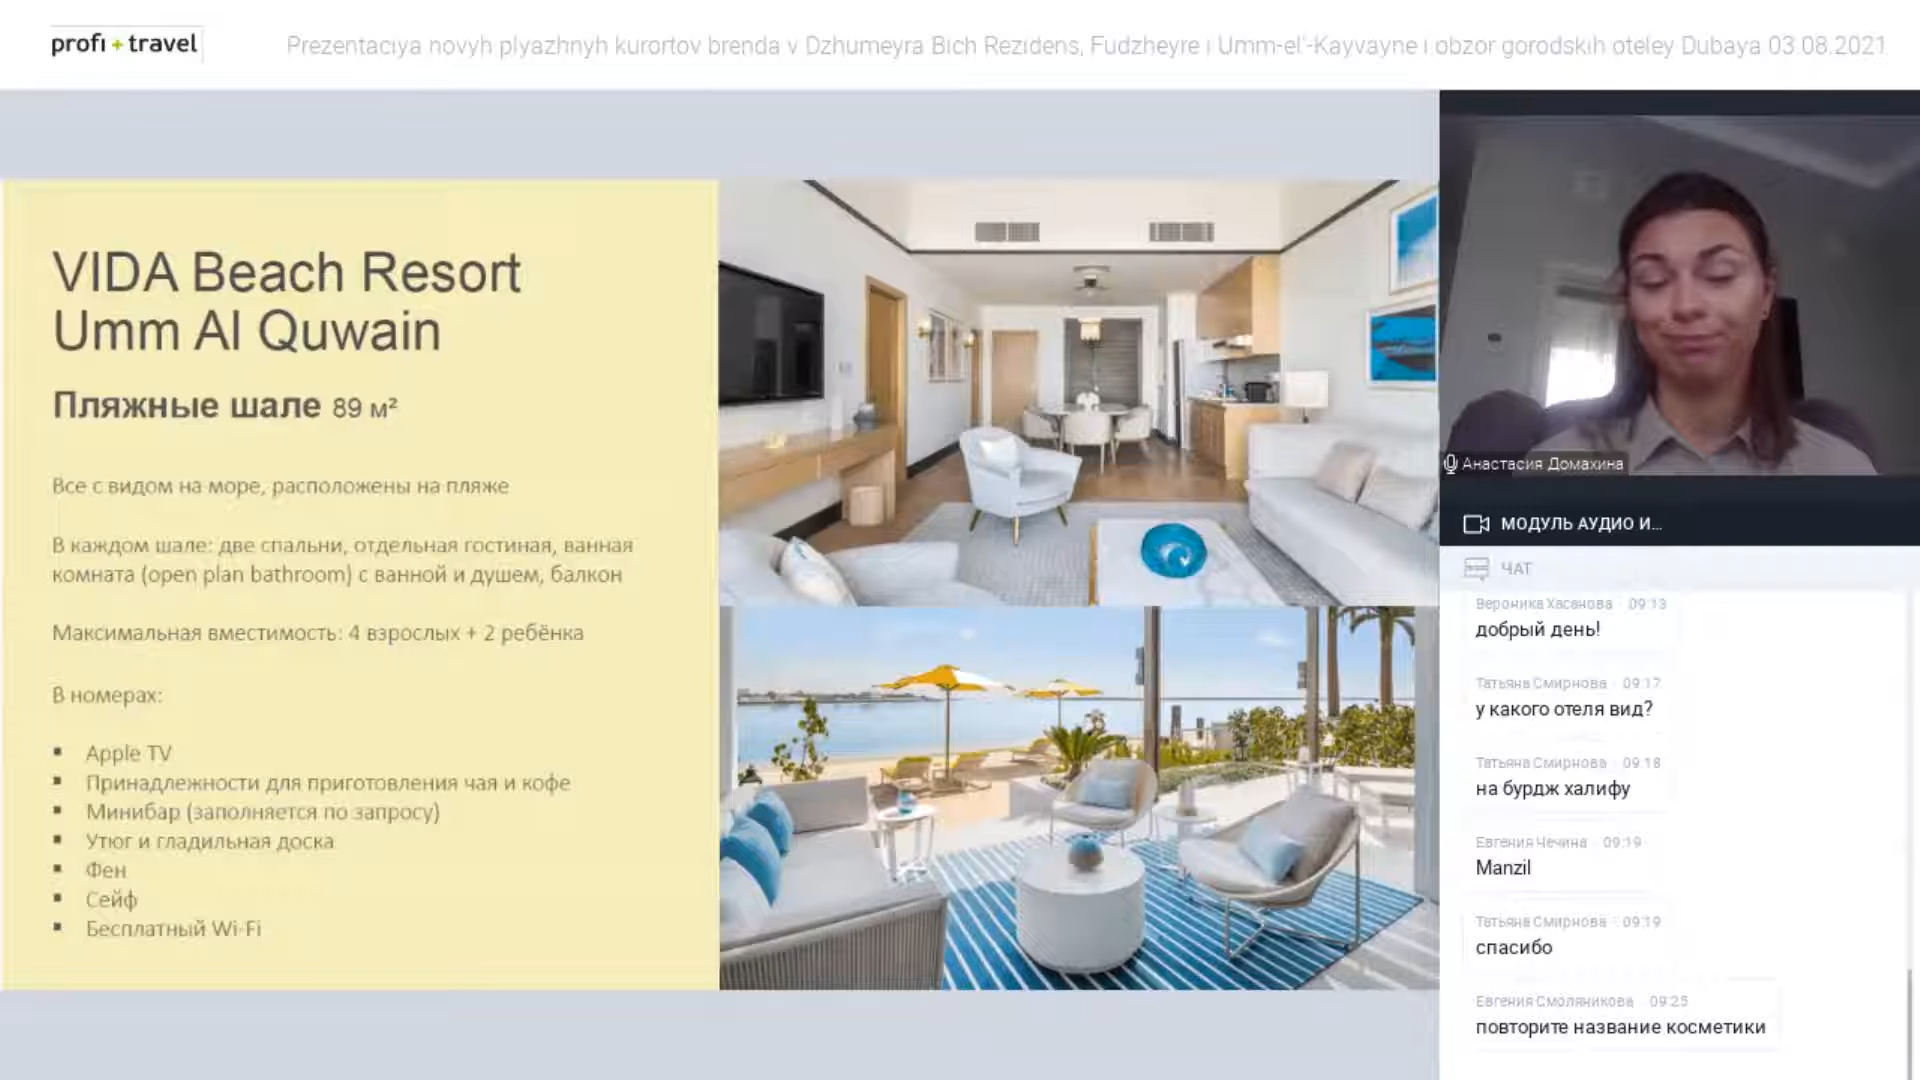 profi + travel
Prezentaciya novyh plyazhnyh kurortov brenda v Dzhumeyra Bich Rezidens, Fudzheyre i Umm-el'-Kayvayne i obzor gorodskih oteley Dubaya 03.08.2021
VIDA Beach Resort
Umm Al Quwain
Пляжные шале 89 м²
Все с видом на море, расположены на пляже
В каждом шале: две спальни, отдельная гостиная, ванная
комната (open plan bathroom) с ванной и душем, балкон
Максимальная вместимость: 4 взрослых + 2 ребёнка
В номерах:
▪ Apple TV
▪ Принадлежности для приготовления чая и кофе
▪ Минибар (заполняется по запросу)
▪ Утюг и гладильная доска
▪ Фен
▪ Сейф
▪ Бесплатный Wi-Fi
Анастасия Домахина
МОДУЛЬ АУДИО И...
ЧАТ
Вероника Хасанова · 09:13
добрый день!
Татьяна Смирнова · 09:17
у какого отеля вид?
Татьяна Смирнова · 09:18
на бурдж халифу
Евгения Чечина · 09:19
Manzil
Татьяна Смирнова · 09:19
спасибо
Евгения Смоляникова · 09:25
повторите название косметики